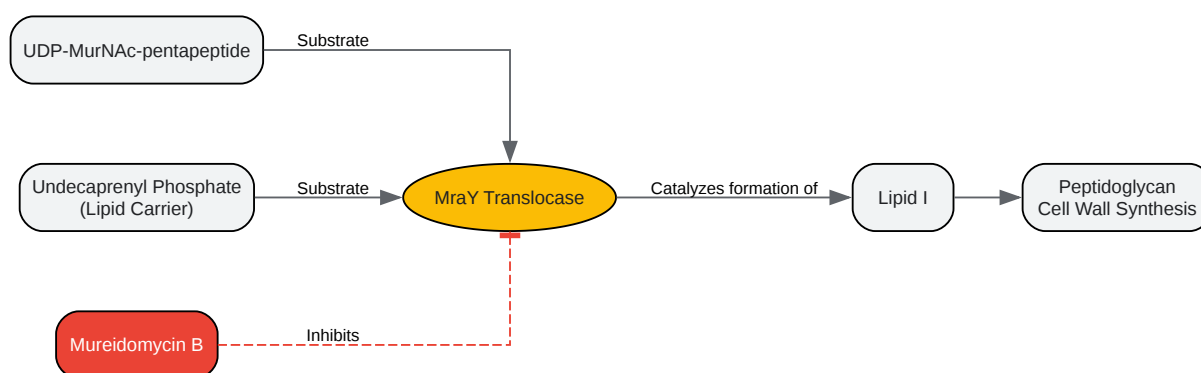 UDP-MurNAc-pentapeptide
Substrate
Undecaprenyl Phosphate
(Lipid Carrier)
Substrate
MraY Translocase
Catalyzes formation of
Lipid I
Peptidoglycan
Cell Wall Synthesis
Mureidomycin B
Inhibits